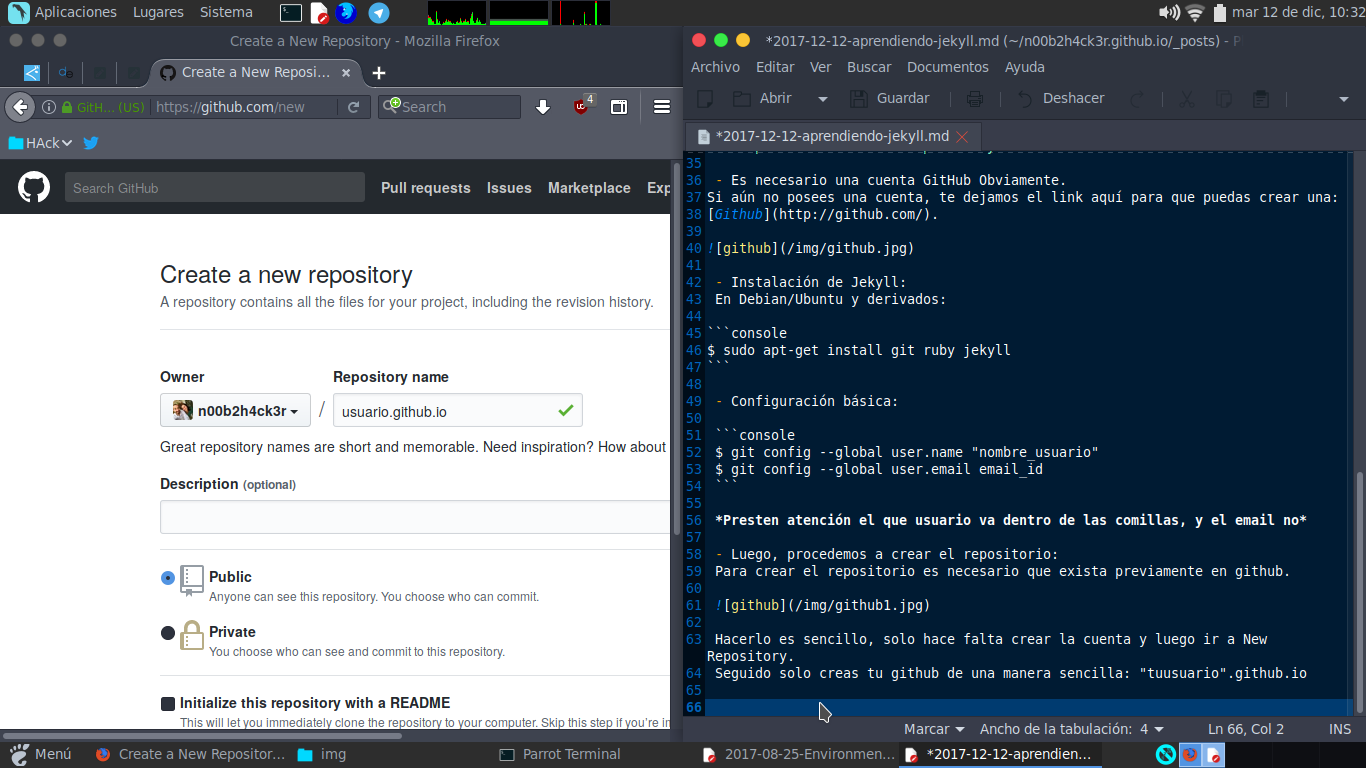 Aplicaciones Lugares Sistema
mar 12 de dic, 10:32
Create a New Repository - Mozilla Firefox
Create a New Reposi…
GitH… (US) https://github.com/new
Search
4
HAck
Search GitHub
Pull requests Issues Marketplace Exp
Create a new repository
A repository contains all the files for your project, including the revision history.
Owner Repository name
n00b2h4ck3r / usuario.github.io
Great repository names are short and memorable. Need inspiration? How about
Description (optional)
Public
Anyone can see this repository. You choose who can commit.
Private
You choose who can see and commit to this repository.
Initialize this repository with a README
This will let you immediately clone the repository to your computer. Skip this step if you're in
*2017-12-12-aprendiendo-jekyll.md (~/n00b2h4ck3r.github.io/_posts) - P
Archivo Editar Ver Buscar Documentos Ayuda
Abrir Guardar Deshacer
*2017-12-12-aprendiendo-jekyll.md
35
36 - Es necesario una cuenta GitHub Obviamente.
37 Si aún no posees una cuenta, te dejamos el link aquí para que puedas crear una:
38 [Github](http://github.com/).
39
40 ![github](/img/github.jpg)
41
42 - Instalación de Jekyll:
43 En Debian/Ubuntu y derivados:
44
45 ```console
46 $ sudo apt-get install git ruby jekyll
47 ```
48
49 - Configuración básica:
50
51 ```console
52 $ git config --global user.name "nombre_usuario"
53 $ git config --global user.email email_id
54 ```
55
56 *Presten atención el que usuario va dentro de las comillas, y el email no*
57
58 - Luego, procedemos a crear el repositorio:
59 Para crear el repositorio es necesario que exista previamente en github.
60
61 ![github](/img/github1.jpg)
62
63 Hacerlo es sencillo, solo hace falta crear la cuenta y luego ir a New
Repository.
64 Seguido solo creas tu github de una manera sencilla: "tuusuario".github.io
65
66
Marcar Ancho de la tabulación: 4 Ln 66, Col 2 INS
Menú Create a New Repositor… img Parrot Terminal 2017-08-25-Environmen… *2017-12-12-aprendien…